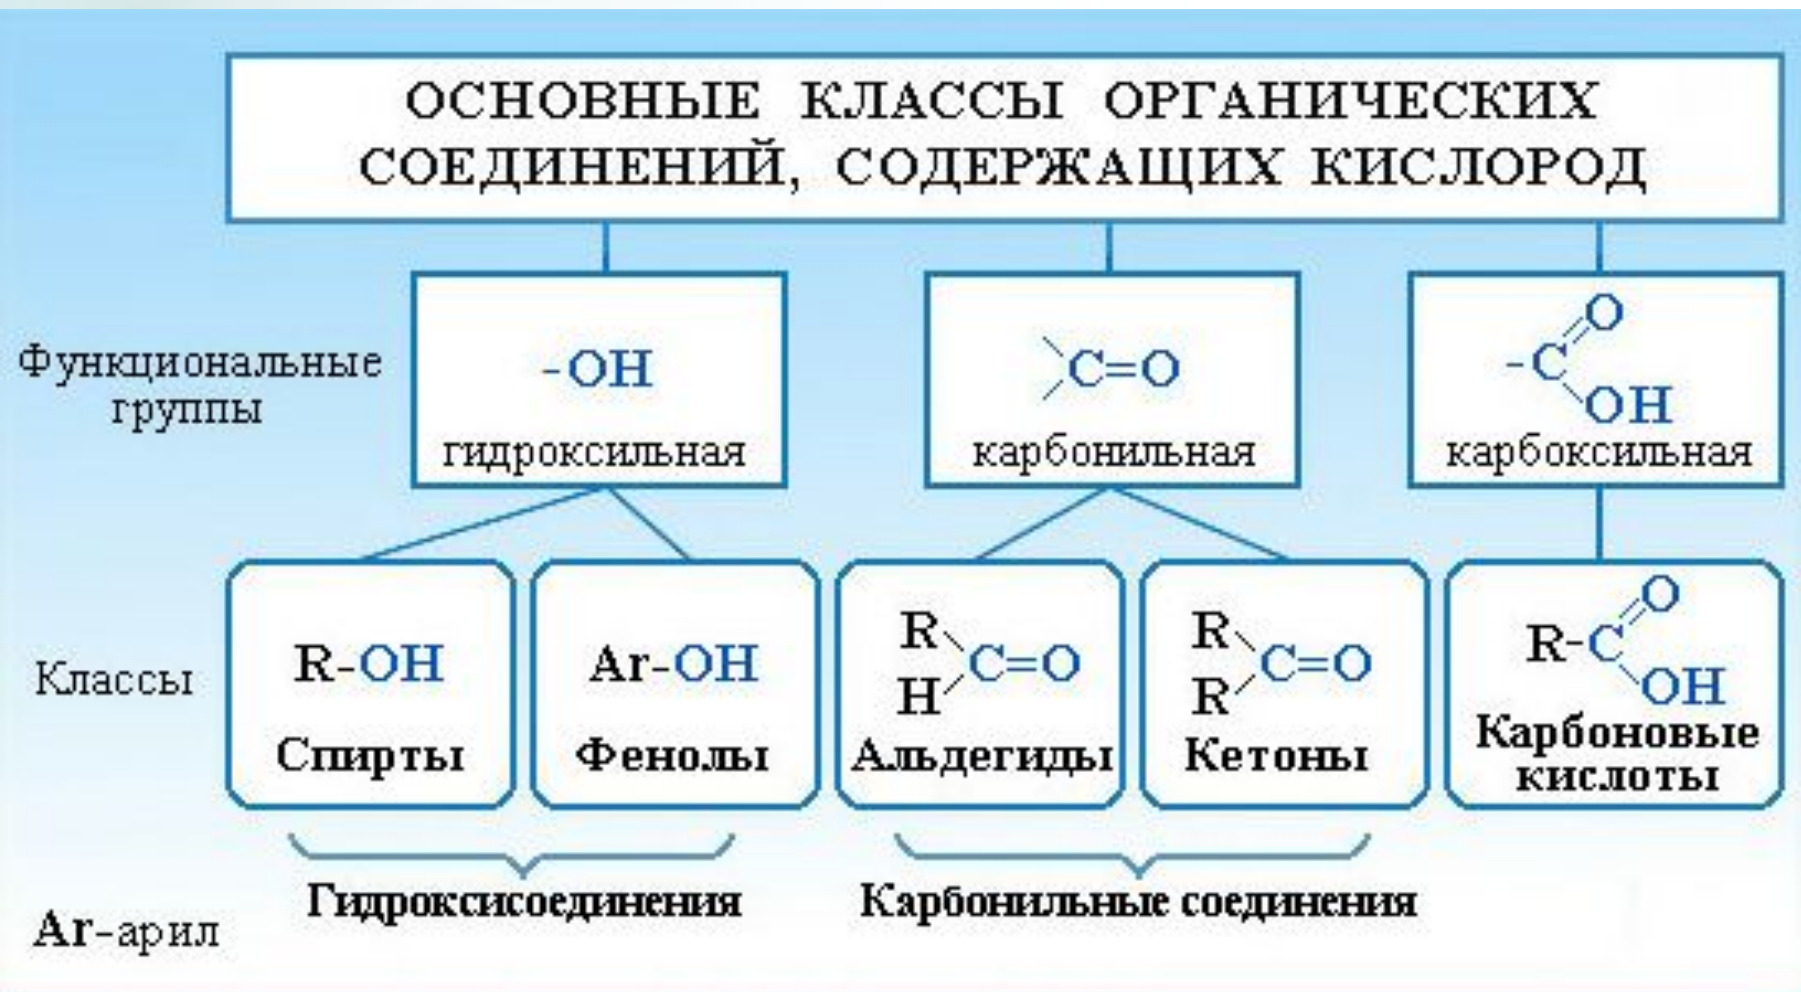 ОСНОВНЫЕ КЛАССЫ ОРГАНИЧЕСКИХ
СОЕДИНЕНИЙ, СОДЕРЖАЩИХ КИСЛОРОД
Функциональные
группы
-OH
гидроксильная
C=O
карбонильная
O
-C
OH
карбоксильная
Классы
R-OH
Спирты
Ar-OH
Фенолы
R
C=O
H
Альдегиды
R
C=O
R
Кетоны
O
R-C
OH
Карбоновые
кислоты
Гидроксисоединения
Карбонильные соединения
Ar-арил